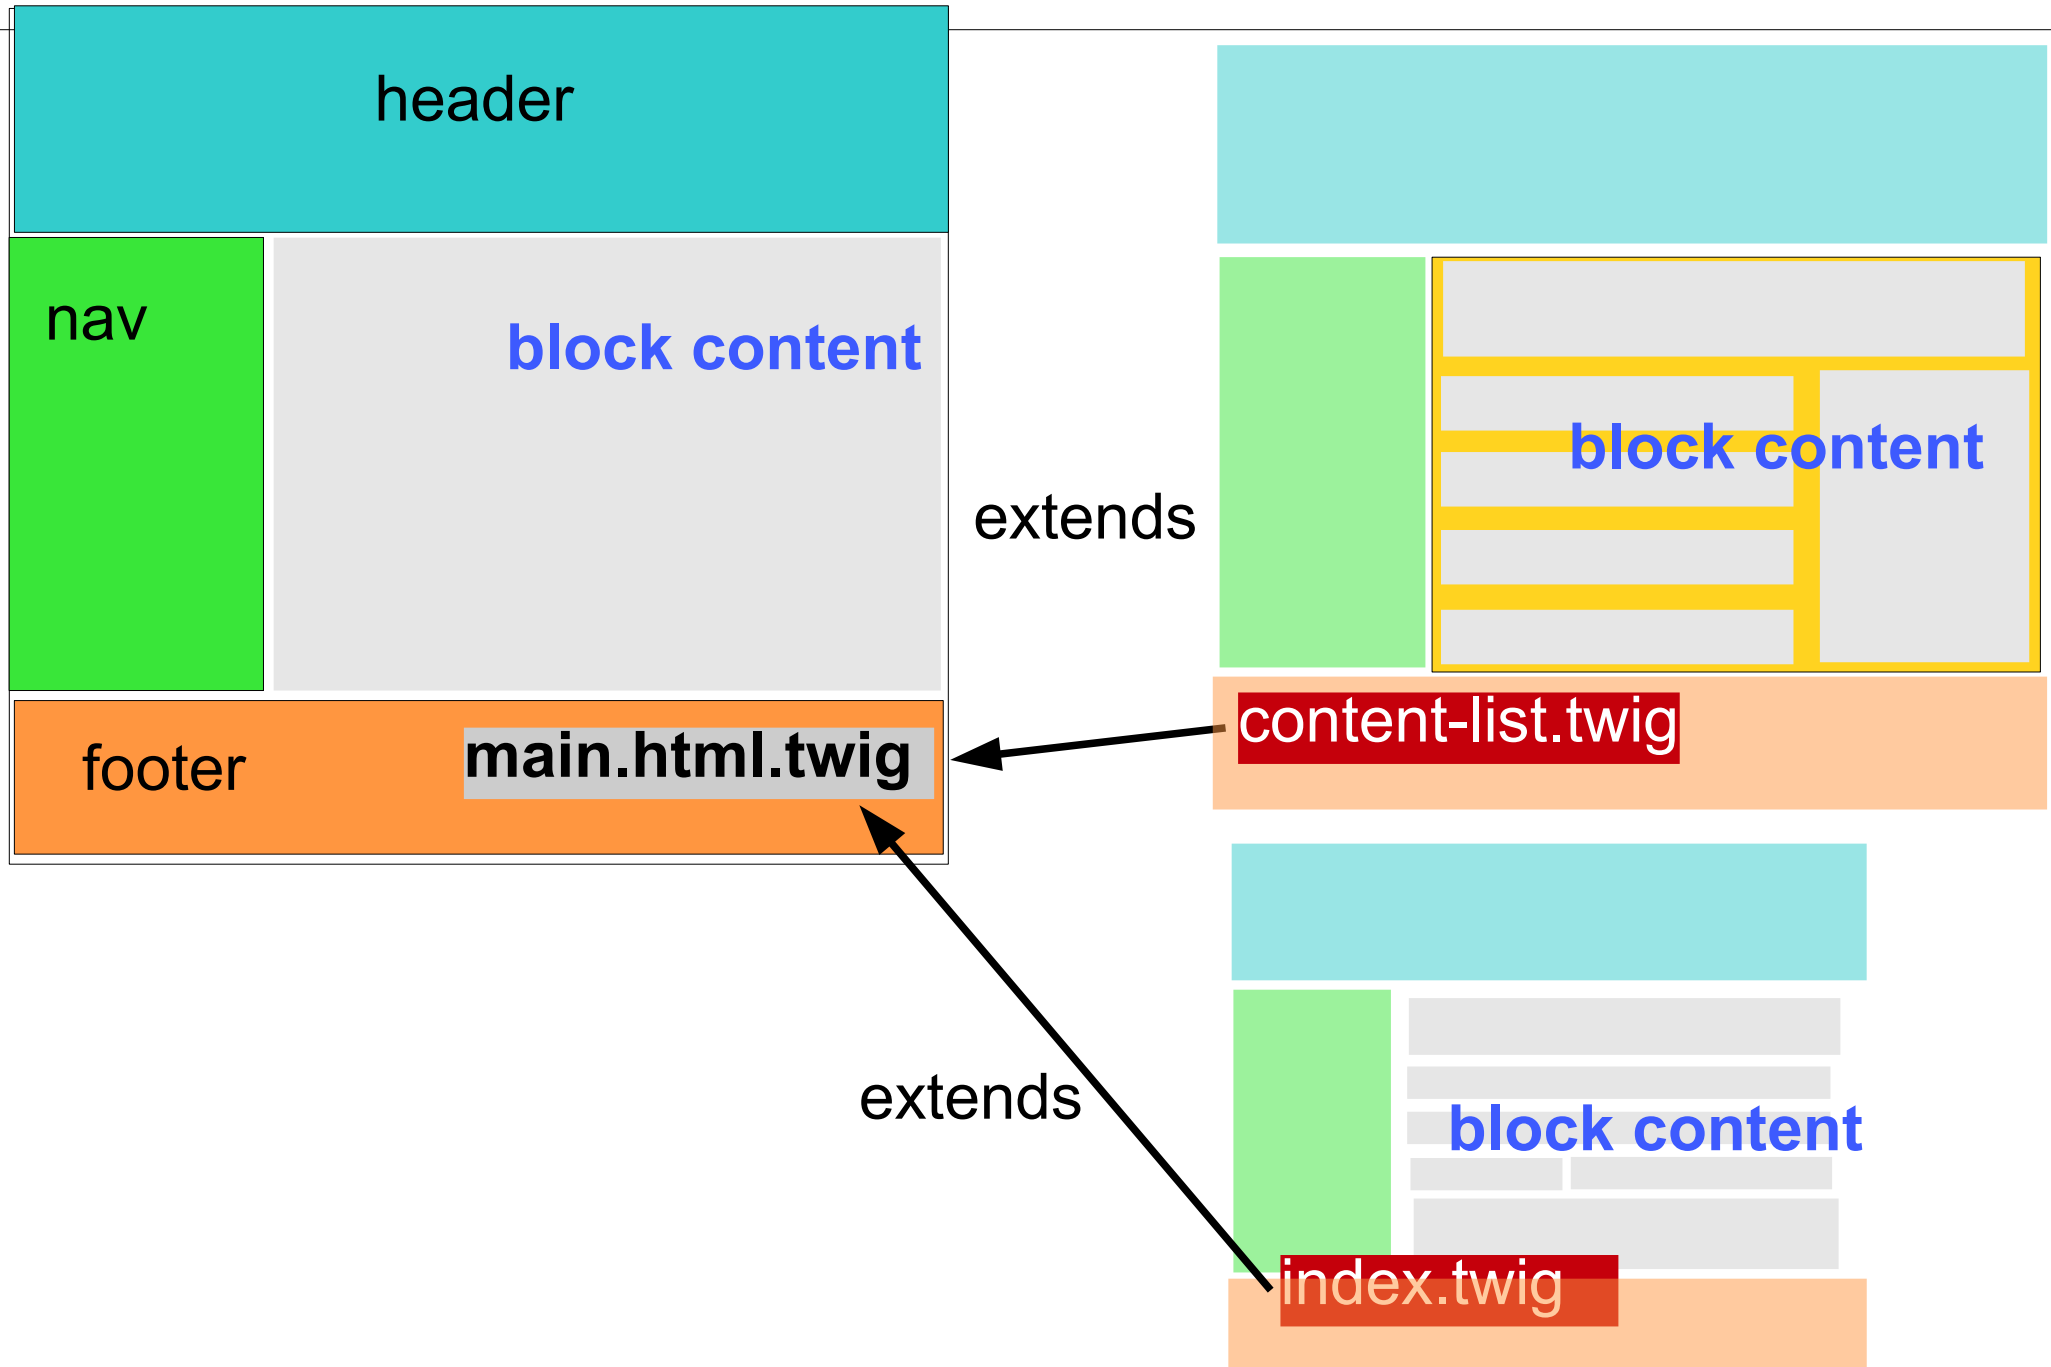 header
nav
block content
footer
main.html.twig
extends
block content
content-list.twig
extends
block content
index.twig